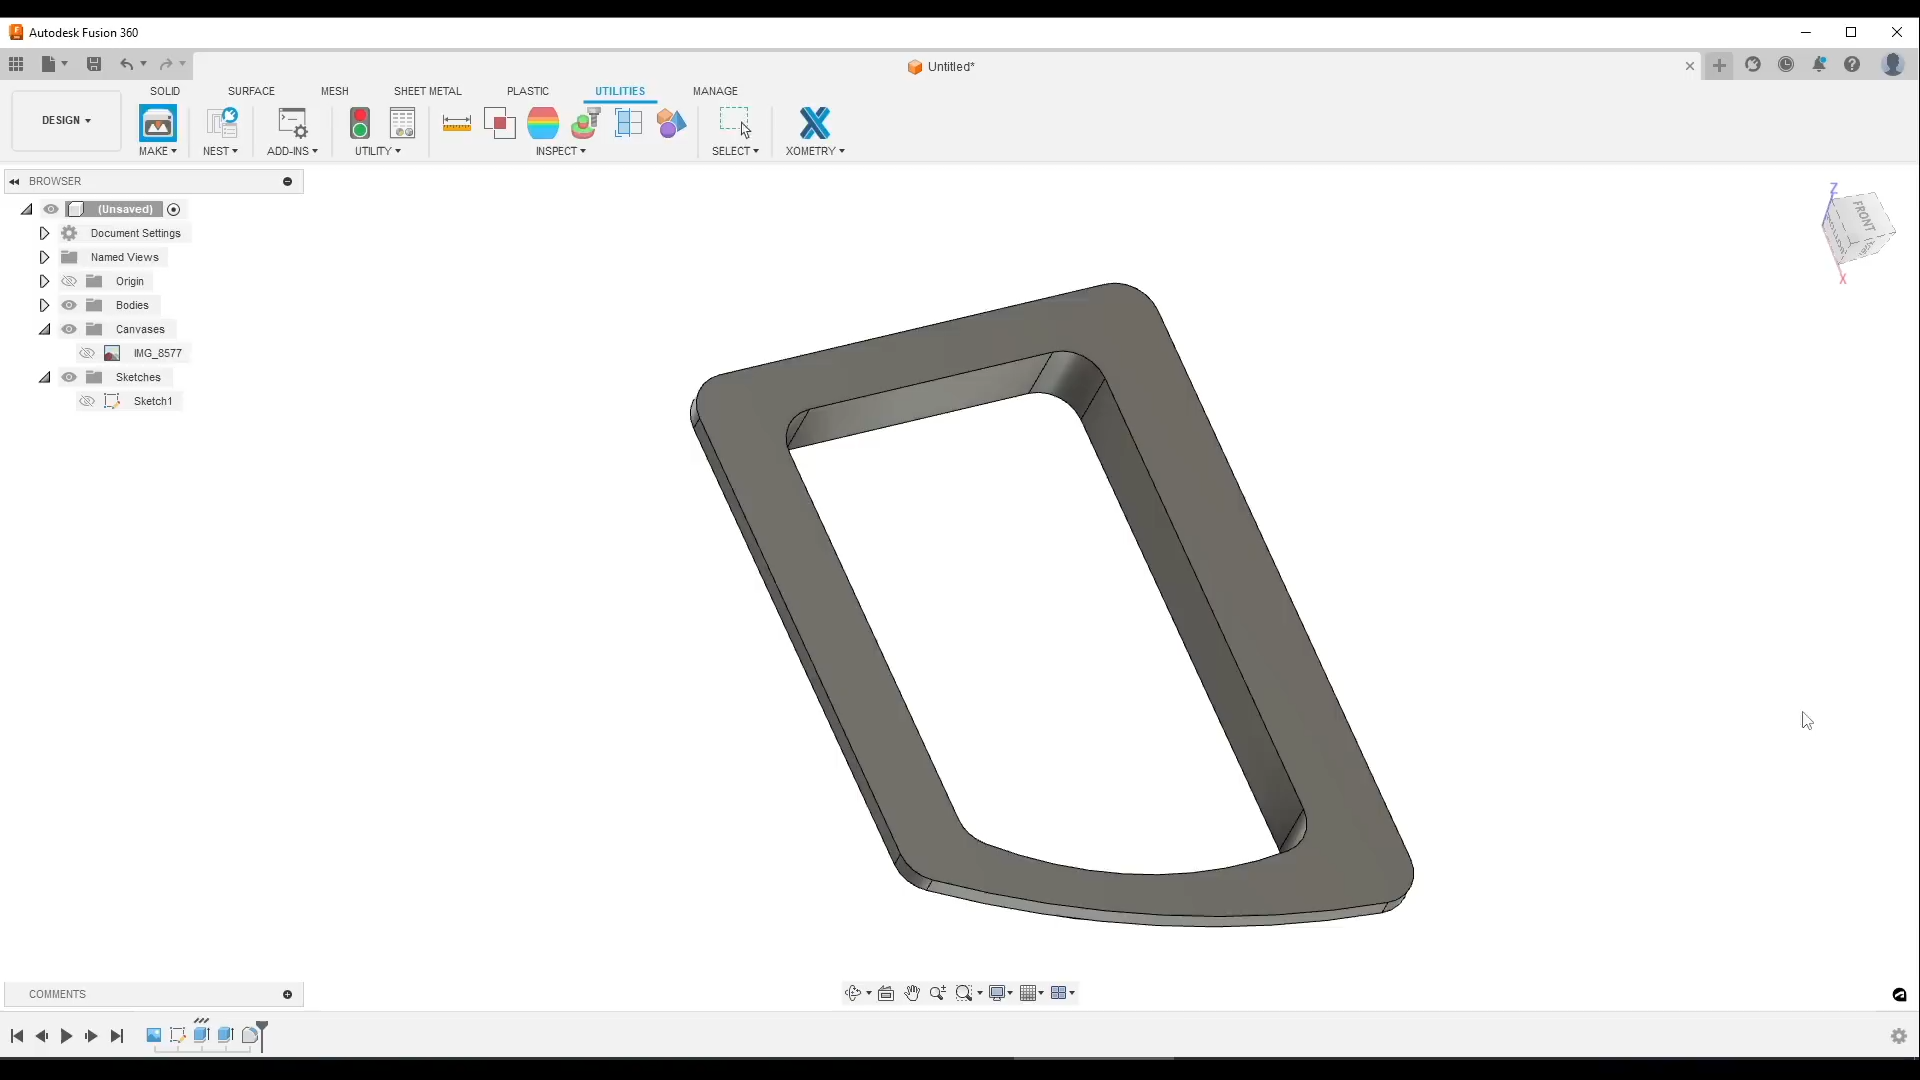 Autodesk Fusion 360
Untitled*
SOLID SURFACE MESH SHEET METAL PLASTIC UTILITIES MANAGE
DESIGN
MAKE NEST ADD-INS UTILITY INSPECT SELECT XOMETRY
BROWSER
(Unsaved)
Document Settings
Named Views
Origin
Bodies
Canvases
IMG_8577
Sketches
Sketch1
Z
FRONT
X
COMMENTS